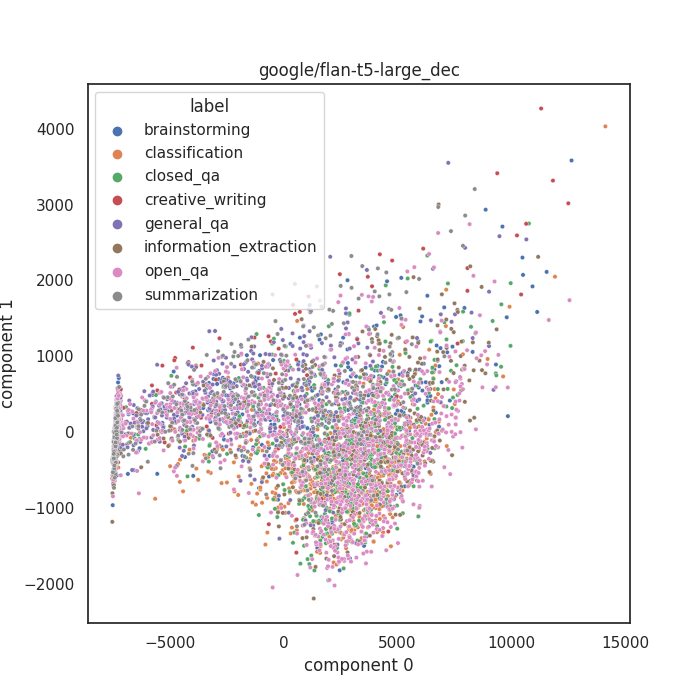 google/flan-t5-large_dec
label
brainstorming
classification
closed_qa
creative_writing
general_qa
information_extraction
open_qa
summarization
4000
3000
2000
1000
0
−1000
−2000
component 1
−5000 0 5000 10000 15000
component 0